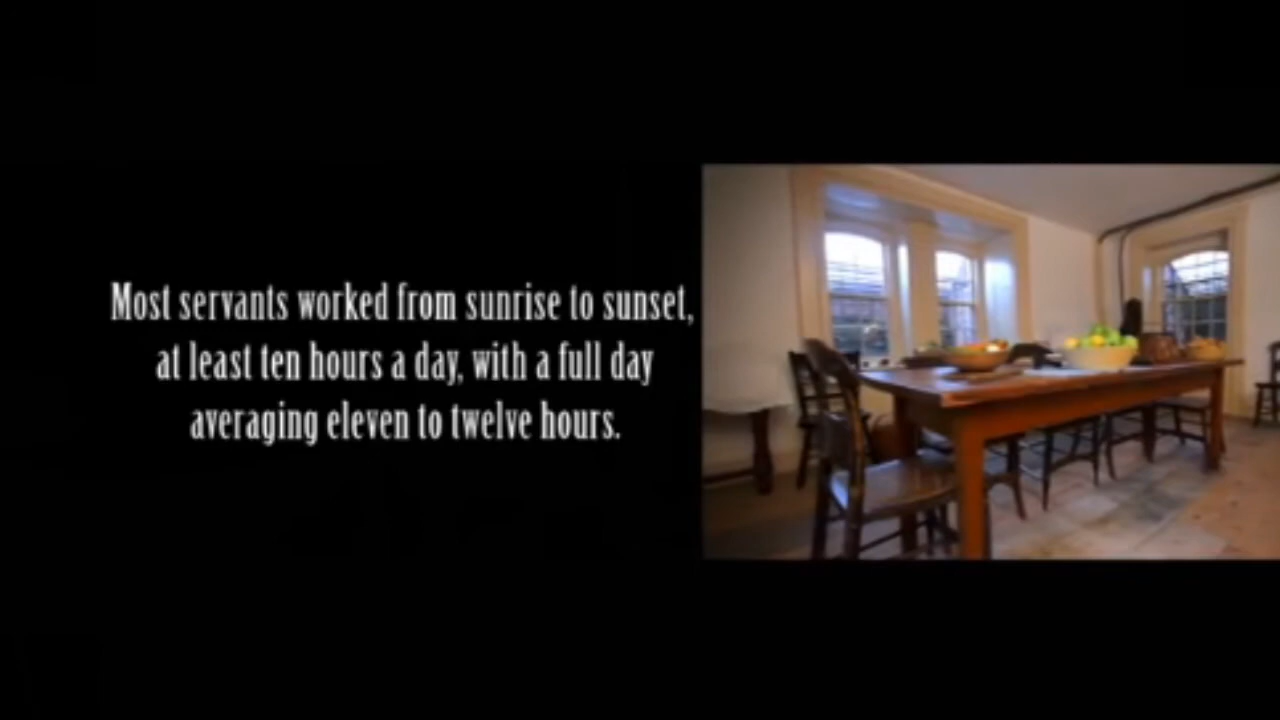 Most servants worked from sunrise to sunset,
at least ten hours a day, with a full day
averaging eleven to twelve hours.